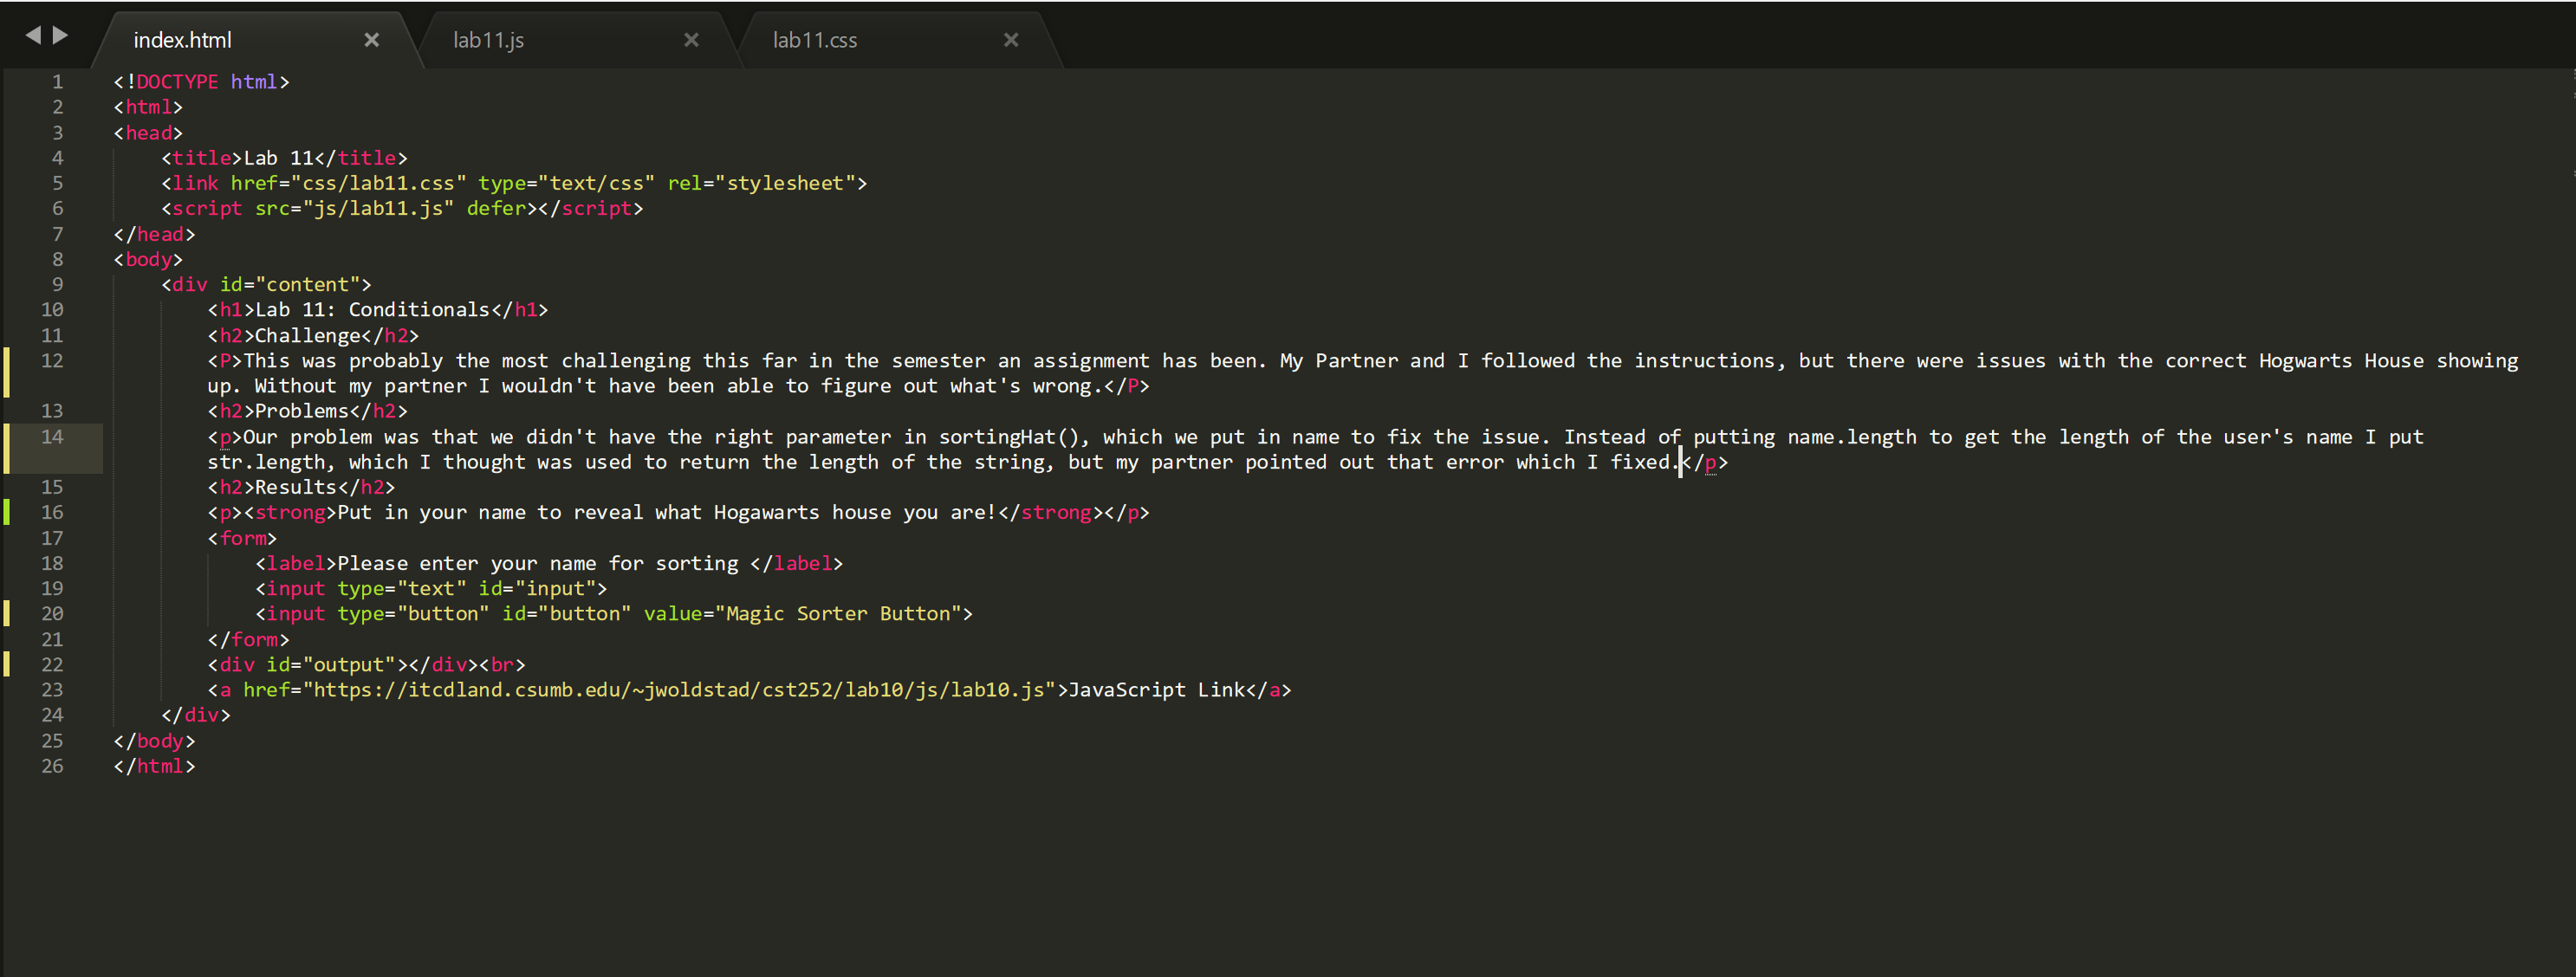 index.html × lab11.js × lab11.css ×
1 <!DOCTYPE html>
2 <html>
3 <head>
4 <title>Lab 11</title>
5 <link href="css/lab11.css" type="text/css" rel="stylesheet">
6 <script src="js/lab11.js" defer></script>
7 </head>
8 <body>
9 <div id="content">
10 <h1>Lab 11: Conditionals</h1>
11 <h2>Challenge</h2>
12 <P>This was probably the most challenging this far in the semester an assignment has been. My Partner and I followed the instructions, but there were issues with the correct Hogwarts House showing
up. Without my partner I wouldn't have been able to figure out what's wrong.</P>
13 <h2>Problems</h2>
14 <p>Our problem was that we didn't have the right parameter in sortingHat(), which we put in name to fix the issue. Instead of putting name.length to get the length of the user's name I put
str.length, which I thought was used to return the length of the string, but my partner pointed out that error which I fixed.</p>
15 <h2>Results</h2>
16 <p><strong>Put in your name to reveal what Hogawarts house you are!</strong></p>
17 <form>
18 <label>Please enter your name for sorting </label>
19 <input type="text" id="input">
20 <input type="button" id="button" value="Magic Sorter Button">
21 </form>
22 <div id="output"></div><br>
23 <a href="https://itcdland.csumb.edu/~jwoldstad/cst252/lab10/js/lab10.js">JavaScript Link</a>
24 </div>
25 </body>
26 </html>